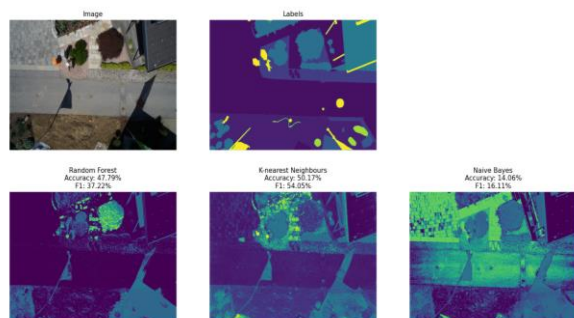 Image
Labels
Random Forest
Accuracy: 47.79%
F1: 37.22%
K-nearest Neighbours
Accuracy: 50.17%
F1: 54.05%
Naive Bayes
Accuracy: 14.06%
F1: 16.11%